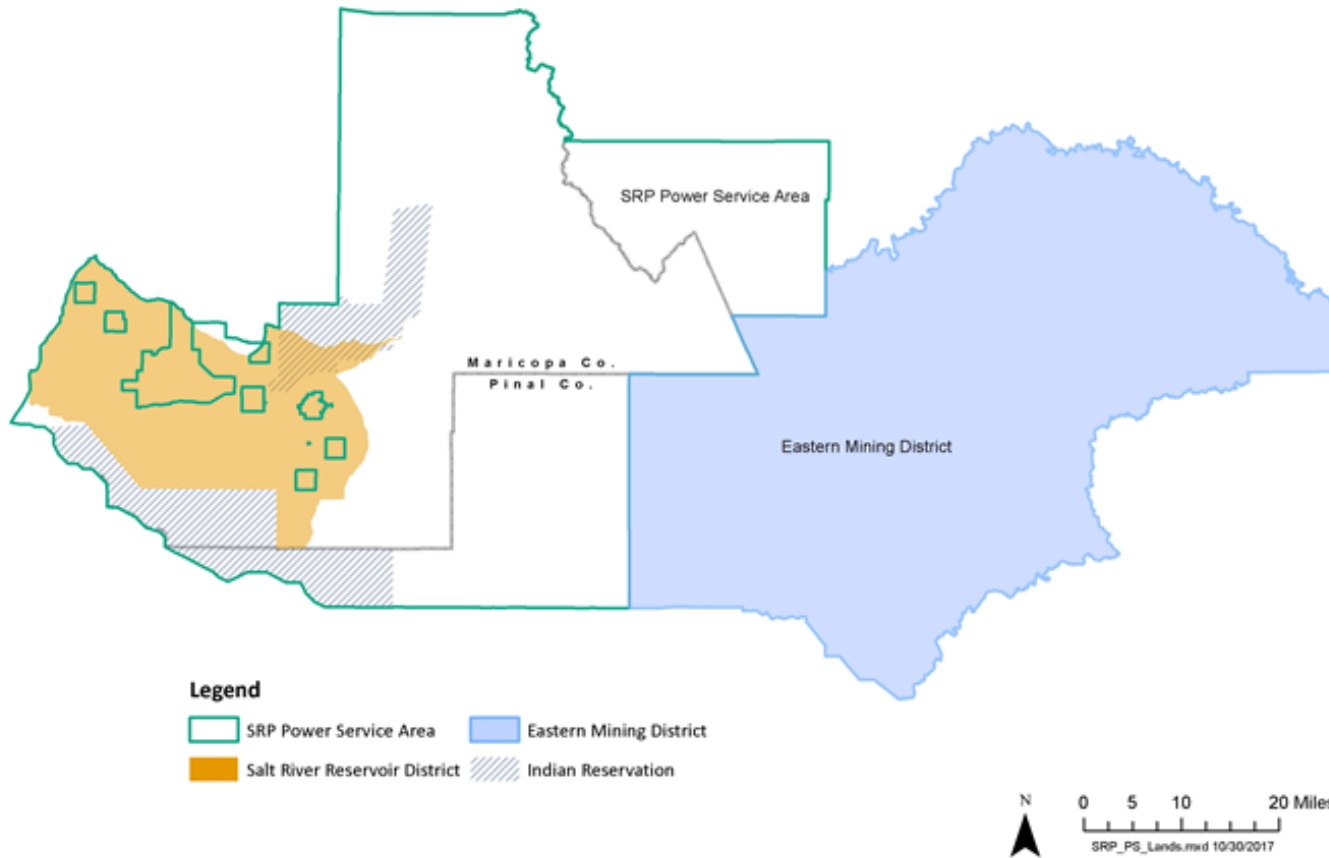 SRP Power Service Area
Maricopa Co.
Pinal Co.
Eastern Mining District
Legend
SRP Power Service Area
Eastern Mining District
Salt River Reservoir District
Indian Reservation
N
0 5 10 20 Miles
SRP_PS_Lands.mxd 10/30/2017